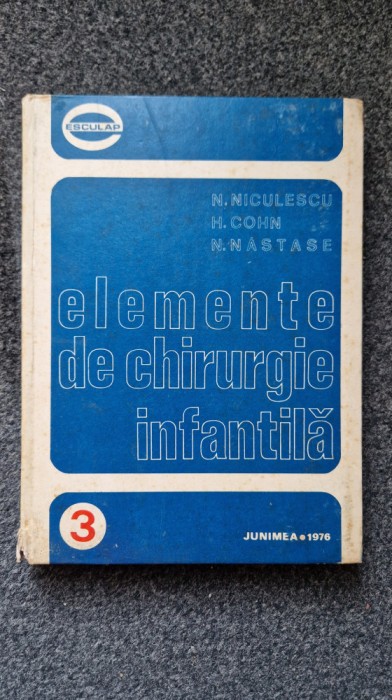 ESCULAP
N. NICULESCU
H. COHN
N. NĂSTASE
elemente
de chirurgie
infantilă
3
JUNIMEA • 1976